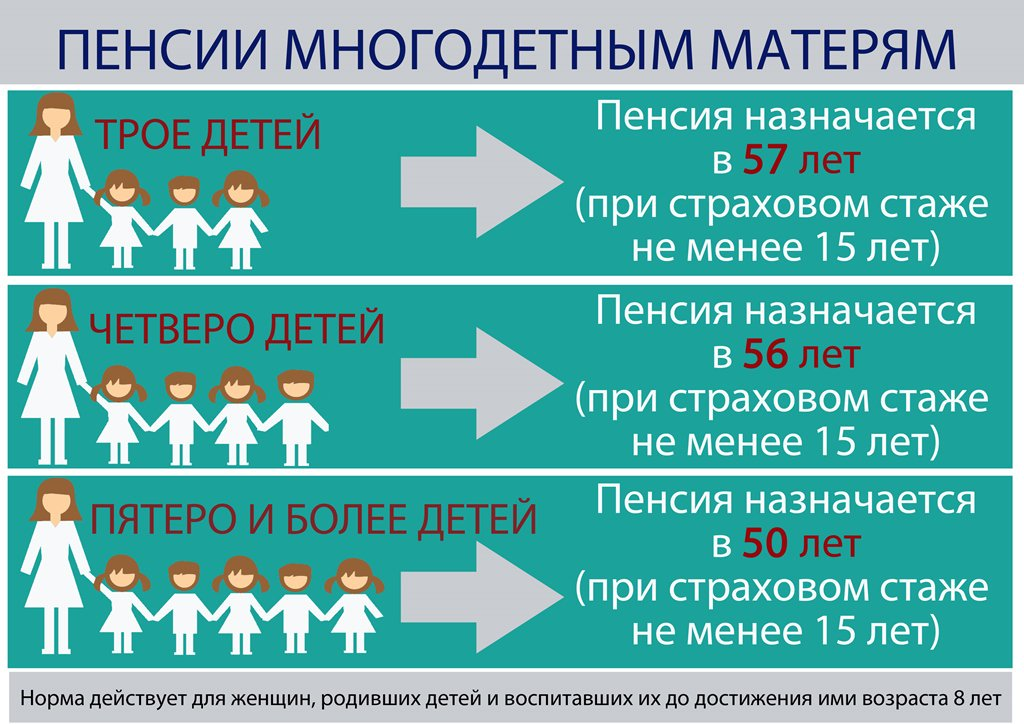 ПЕНСИИ МНОГОДЕТНЫМ МАТЕРЯМ
ТРОЕ ДЕТЕЙ
Пенсия назначается
в 57 лет
(при страховом стаже
не менее 15 лет)
ЧЕТВЕРО ДЕТЕЙ
Пенсия назначается
в 56 лет
(при страховом стаже
не менее 15 лет)
ПЯТЕРО И БОЛЕЕ ДЕТЕЙ
Пенсия назначается
в 50 лет
(при страховом стаже
не менее 15 лет)
Норма действует для женщин, родивших детей и воспитавших их до достижения ими возраста 8 лет